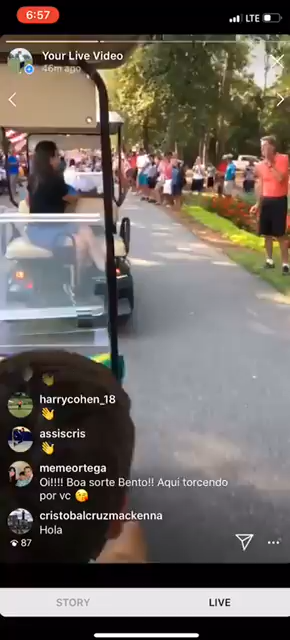 6:57
LTE
Your Live Video
46m ago
harrycohen_18
👋
assiscris
👋
memeortega
Oi!!!! Boa sorte Bento!! Aqui torcendo
por vc 😘
cristobalcruzmackenna
Hola
87
STORY
LIVE